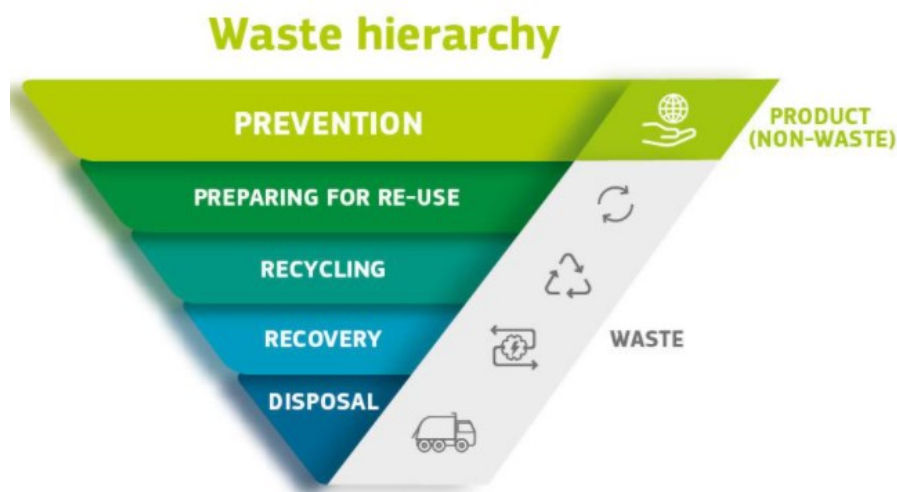 Waste hierarchy
PREVENTION
PRODUCT
(NON-WASTE)
PREPARING FOR RE-USE
RECYCLING
RECOVERY
WASTE
DISPOSAL